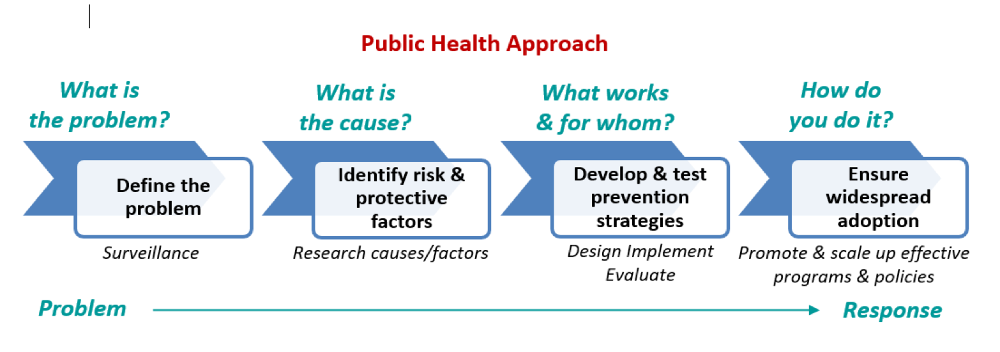 Public Health Approach
What is
the problem?
Define the
problem
Surveillance
What is
the cause?
Identify risk &
protective
factors
Research causes/factors
What works
& for whom?
Develop & test
prevention
strategies
Design Implement
Evaluate
How do
you do it?
Ensure
widespread
adoption
Promote & scale up effective
programs & policies
Problem
Response